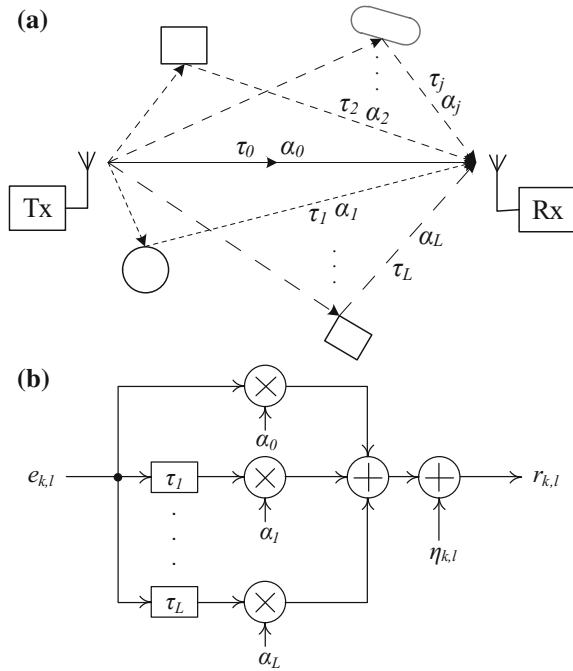 (a)
τj
αj
τ2 α2
τ0 α0
Tx
Rx
τ1 α1
αL
τL
(b)
α0
ek,l
τ1
rk,l
α1
ηk,l
τL
αL